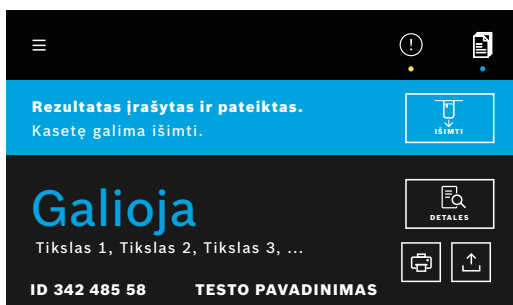 Rezultatas įrašytas ir pateiktas.
Kasetę galima išimti.
IŠIMTI
Galioja
DETALES
Tikslas 1, Tikslas 2, Tikslas 3, ...
ID 342 485 58 TESTO PAVADINIMAS